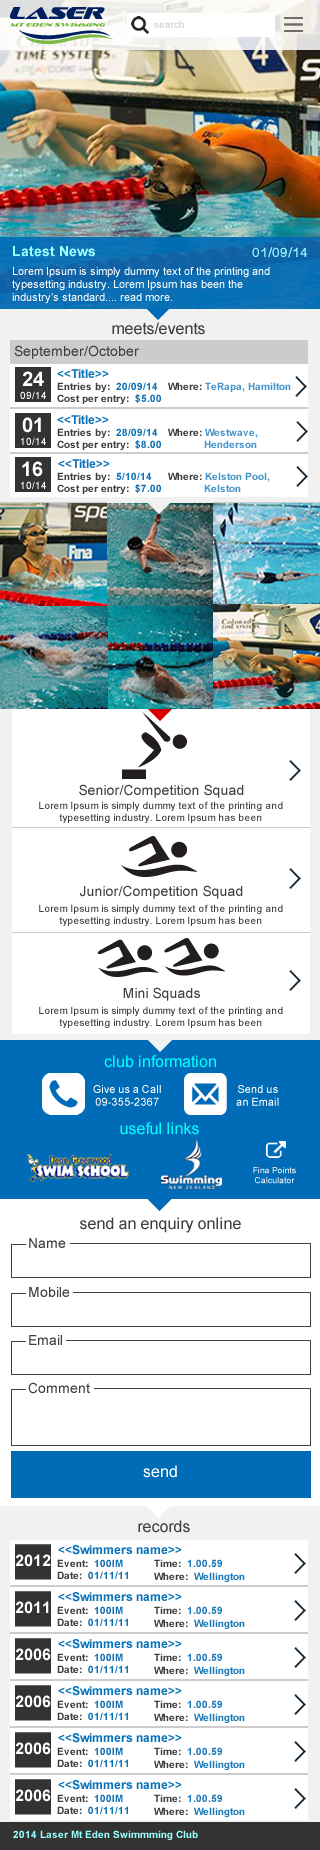 LASER
MT EDEN SWIMMING
search
TIME SYSTEMS
Latest News 01/09/14
Lorem Ipsum is simply dummy text of the printing and
typesetting industry. Lorem Ipsum has been the
industry's standard.... read more.
meets/events
September/October
24
09/14
<<Title>>
Entries by: 20/09/14 Where: TeRapa, Hamilton
Cost per entry: $5.00
01
10/14
<<Title>>
Entries by: 28/09/14 Where: Westwave,
Cost per entry: $8.00 Henderson
16
10/14
<<Title>>
Entries by: 5/10/14 Where: Kelston Pool,
Cost per entry: $7.00 Kelston
Fina
Senior/Competition Squad
Lorem Ipsum is simply dummy text of the printing and
typesetting industry. Lorem Ipsum has been
Junior/Competition Squad
Lorem Ipsum is simply dummy text of the printing and
typesetting industry. Lorem Ipsum has been
Mini Squads
Lorem Ipsum is simply dummy text of the printing and
typesetting industry. Lorem Ipsum has been
club information
Give us a Call
09-355-2367
Send us
an Email
useful links
Dean Greenwood
SWIM SCHOOL
Swimming
NEW ZEALAND
Fina Points
Calculator
send an enquiry online
Name
Mobile
Email
Comment
send
records
2012
<<Swimmers name>>
Event: 100IM Time: 1.00.59
Date: 01/11/11 Where: Wellington
2011
<<Swimmers name>>
Event: 100IM Time: 1.00.59
Date: 01/11/11 Where: Wellington
2006
<<Swimmers name>>
Event: 100IM Time: 1.00.59
Date: 01/11/11 Where: Wellington
2006
<<Swimmers name>>
Event: 100IM Time: 1.00.59
Date: 01/11/11 Where: Wellington
2006
<<Swimmers name>>
Event: 100IM Time: 1.00.59
Date: 01/11/11 Where: Wellington
2006
<<Swimmers name>>
Event: 100IM Time: 1.00.59
Date: 01/11/11 Where: Wellington
2014 Laser Mt Eden Swimmming Club